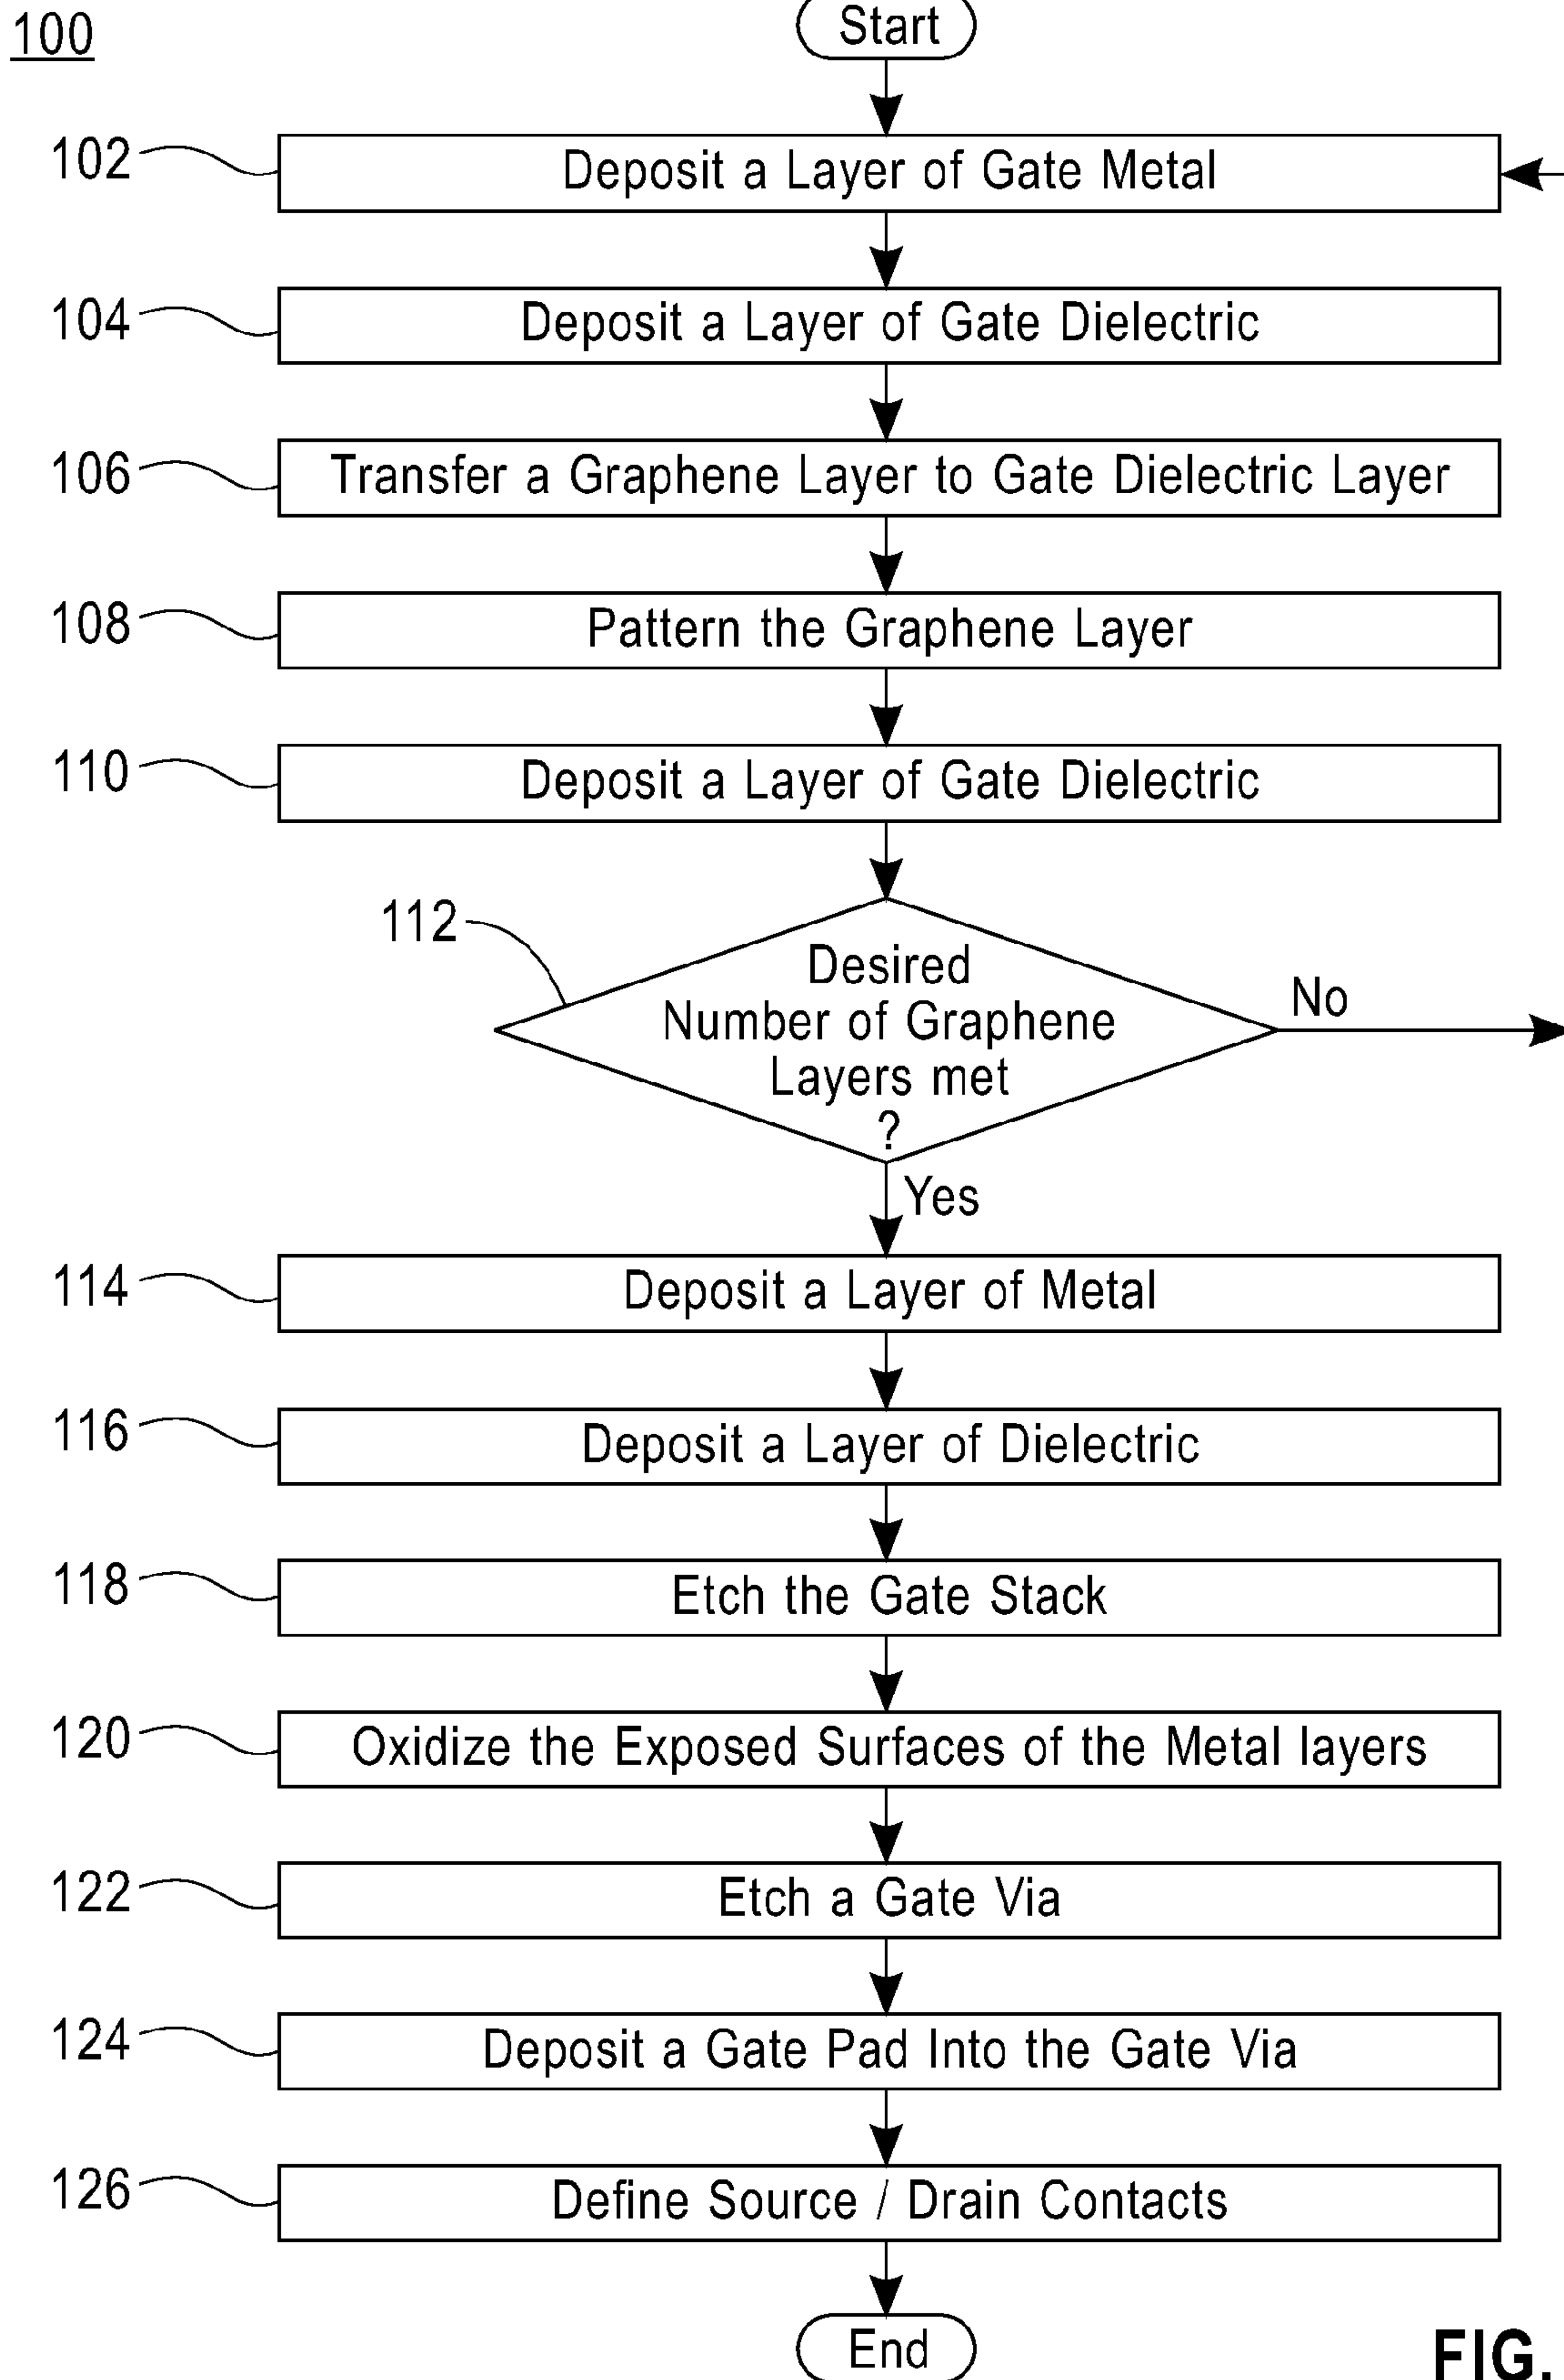 100
Start
102 Deposit a Layer of Gate Metal
104 Deposit a Layer of Gate Dielectric
106 Transfer a Graphene Layer to Gate Dielectric Layer
108 Pattern the Graphene Layer
110 Deposit a Layer of Gate Dielectric
112
Desired
Number of Graphene
Layers met
?
No
Yes
114 Deposit a Layer of Metal
116 Deposit a Layer of Dielectric
118 Etch the Gate Stack
120 Oxidize the Exposed Surfaces of the Metal layers
122 Etch a Gate Via
124 Deposit a Gate Pad Into the Gate Via
126 Define Source / Drain Contacts
End
FIG.